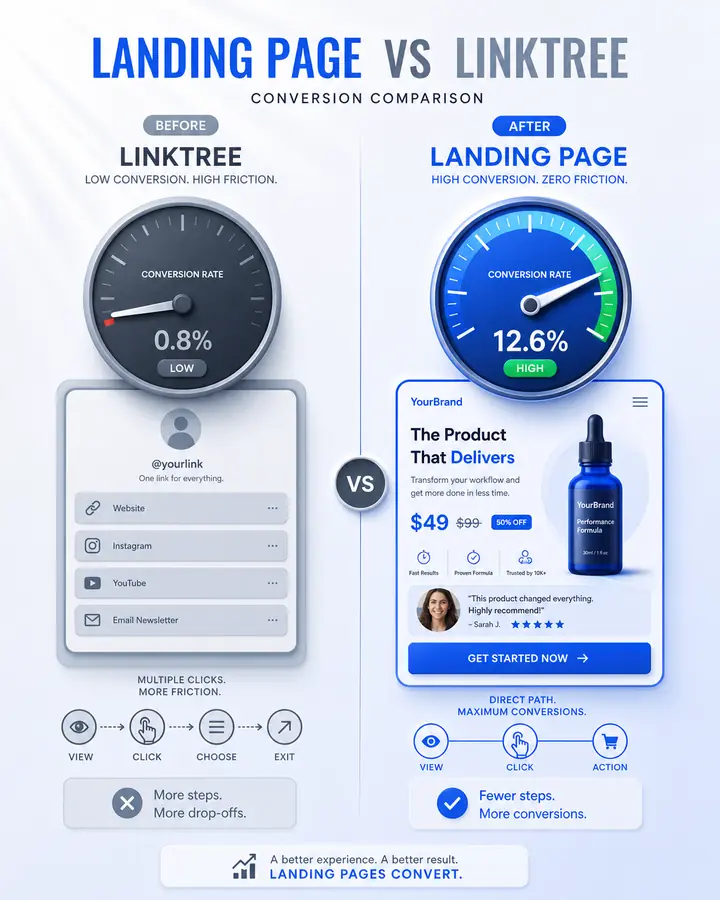 LANDING PAGE VS LINKTREE
CONVERSION COMPARISON
BEFORE
LINKTREE
LOW CONVERSION. HIGH FRICTION.
CONVERSION RATE
0.8%
LOW
@yourlink
One link for everything.
Website
Instagram
YouTube
Email Newsletter
MULTIPLE CLICKS.
MORE FRICTION.
VIEW
CLICK
CHOOSE
EXIT
More steps.
More drop-offs.
VS
AFTER
LANDING PAGE
HIGH CONVERSION. ZERO FRICTION.
CONVERSION RATE
12.6%
HIGH
YourBrand
The Product
That Delivers
Transform your workflow and
get more done in less time.
$49 $99 50% OFF
Fast Results
Proven Formula
Trusted by 10K+
YourBrand
Performance
Formula
30ml / 1 fl oz
"This product changed everything.
Highly recommend!"
– Sarah J.
GET STARTED NOW
DIRECT PATH.
MAXIMUM CONVERSIONS.
VIEW
CLICK
ACTION
Fewer steps.
More conversions.
A better experience. A better result.
LANDING PAGES CONVERT.